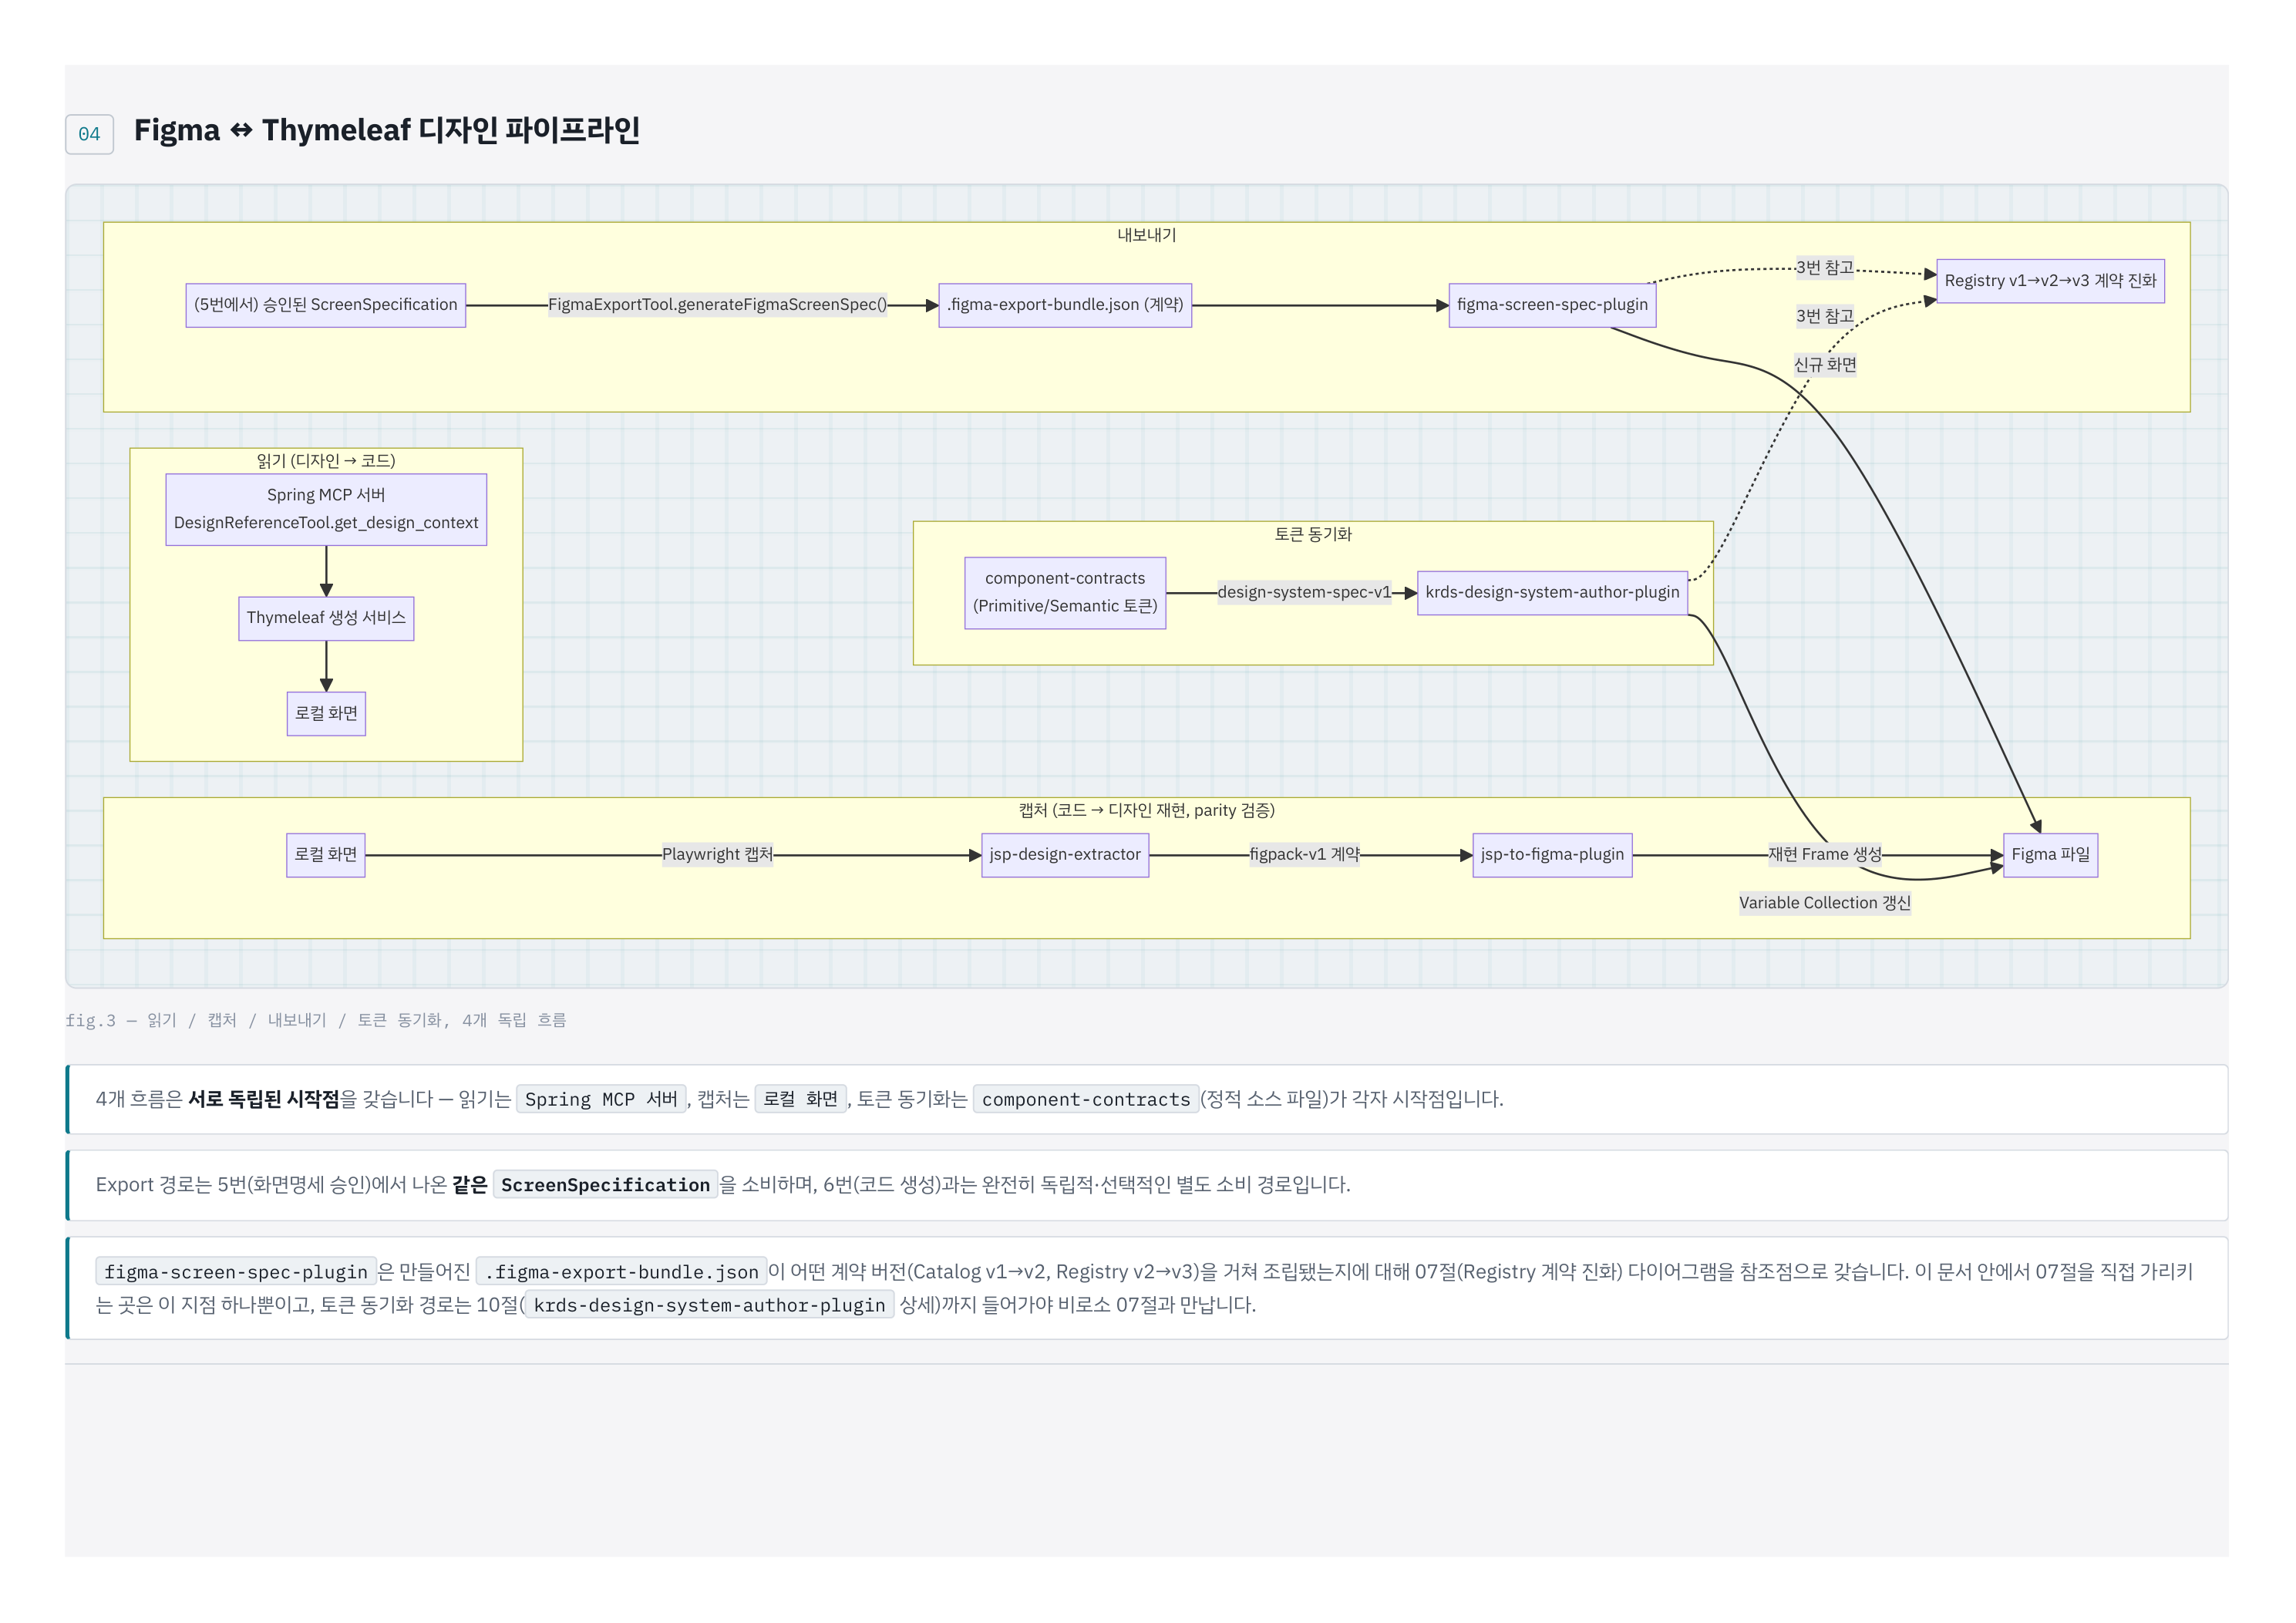 04
Figma ↔ Thymeleaf 디자인 파이프라인
내보내기
(5번에서) 승인된 ScreenSpecification
FigmaExportTool.generateFigmaScreenSpec()
.figma-export-bundle.json (계약)
figma-screen-spec-plugin
3번 참고
Registry v1→v2→v3 계약 진화
3번 참고
신규 화면
읽기 (디자인 → 코드)
Spring MCP 서버
DesignReferenceTool.get_design_context
Thymeleaf 생성 서비스
로컬 화면
토큰 동기화
component-contracts
(Primitive/Semantic 토큰)
design-system-spec-v1
krds-design-system-author-plugin
캡처 (코드 → 디자인 재현, parity 검증)
로컬 화면
Playwright 캡처
jsp-design-extractor
figpack-v1 계약
jsp-to-figma-plugin
재현 Frame 생성
Figma 파일
Variable Collection 갱신
fig.3 — 읽기 / 캡처 / 내보내기 / 토큰 동기화, 4개 독립 흐름
4개 흐름은 서로 독립된 시작점을 갖습니다 — 읽기는 Spring MCP 서버, 캡처는 로컬 화면, 토큰 동기화는 component-contracts(정적 소스 파일)가 각자 시작점입니다.
Export 경로는 5번(화면명세 승인)에서 나온 같은 ScreenSpecification을 소비하며, 6번(코드 생성)과는 완전히 독립적·선택적인 별도 소비 경로입니다.
figma-screen-spec-plugin은 만들어진 .figma-export-bundle.json이 어떤 계약 버전(Catalog v1→v2, Registry v2→v3)을 거쳐 조립됐는지에 대해 07절(Registry 계약 진화) 다이어그램을 참조점으로 갖습니다. 이 문서 안에서 07절을 직접 가리키
는 곳은 이 지점 하나뿐이고, 토큰 동기화 경로는 10절(krds-design-system-author-plugin 상세)까지 들어가야 비로소 07절과 만납니다.